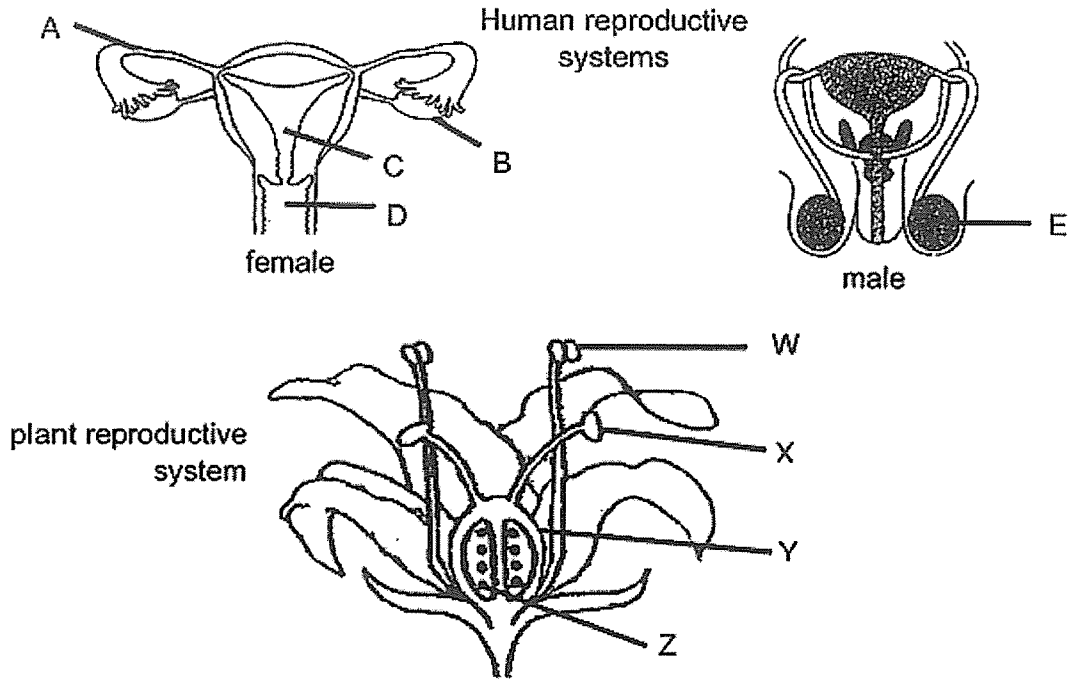 Human reproductive
systems
A
B
C
D
female
E
male
plant reproductive
system
W
X
Y
Z